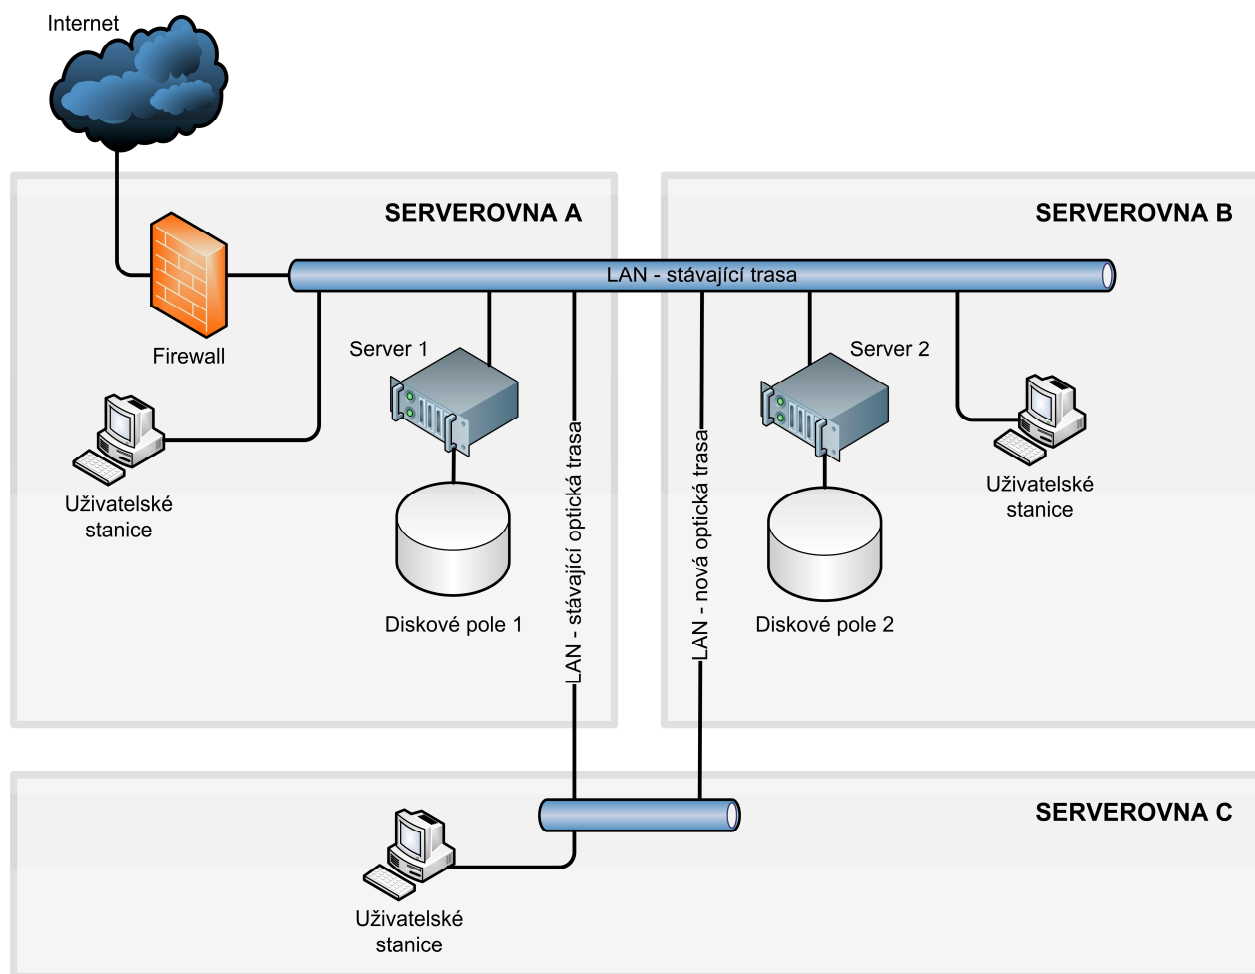 Internet
SERVEROVNA A
SERVEROVNA B
LAN - stávající trasa
Firewall
Server 1
Server 2
Uživatelské
stanice
Uživatelské
stanice
Diskové pole 1
Diskové pole 2
LAN - stávající optická trasa
LAN - nová optická trasa
SERVEROVNA C
Uživatelské
stanice